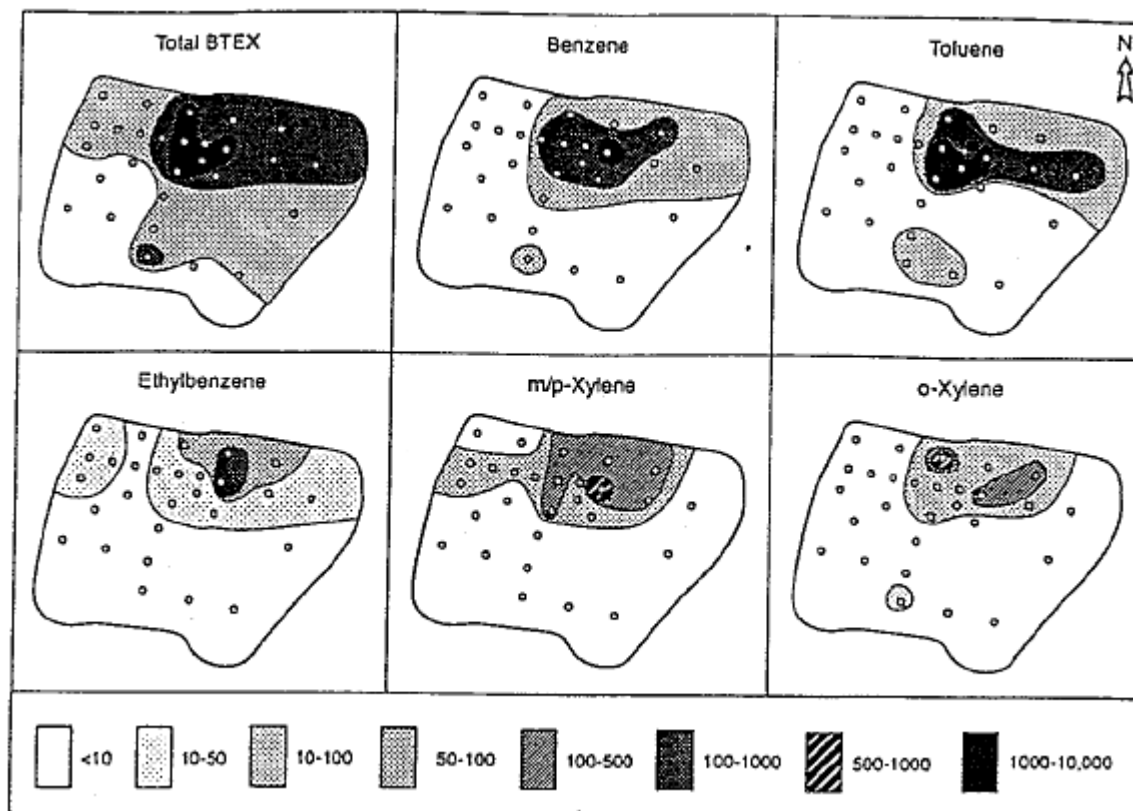 Total BTEX
Benzene
Toluene
N
Ethylbenzene
m/p-Xylene
o-Xylene
<10
10-50
10-100
50-100
100-500
100-1000
500-1000
1000-10,000